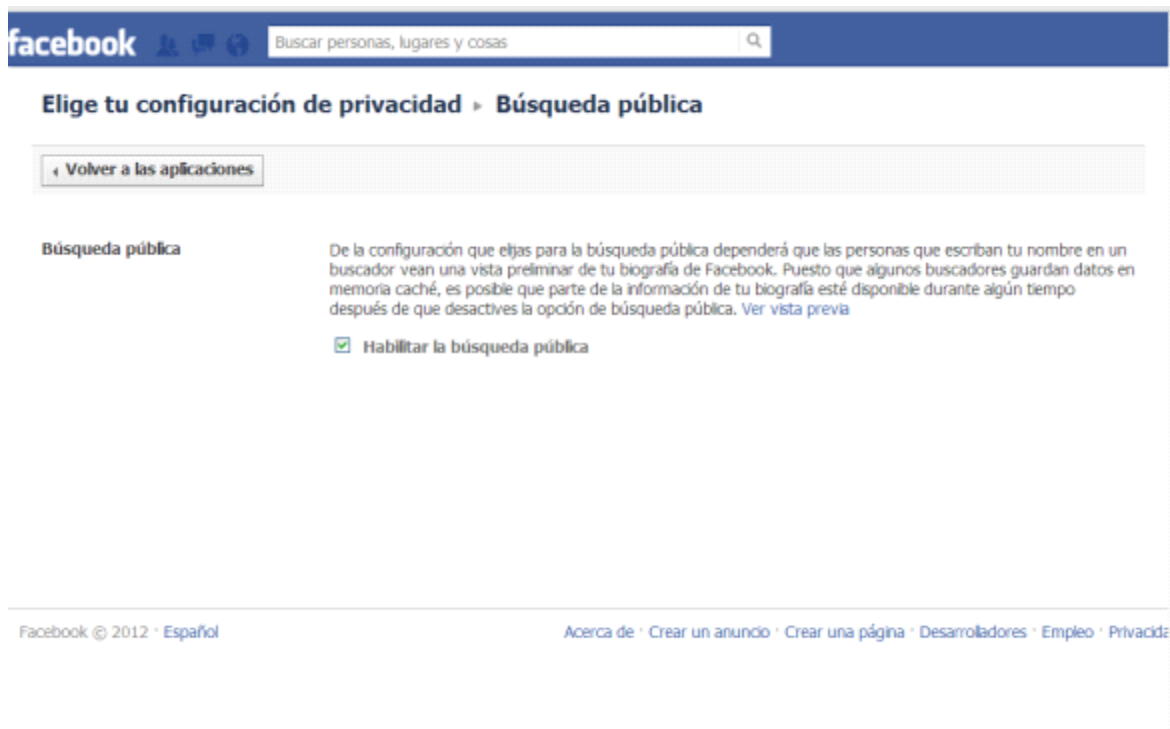 facebook
Buscar personas, lugares y cosas
Elige tu configuración de privacidad ▸ Búsqueda pública
Volver a las aplicaciones
Búsqueda pública
De la configuración que elijas para la búsqueda pública dependerá que las personas que escriban tu nombre en un
buscador vean una vista preliminar de tu biografía de Facebook. Puesto que algunos buscadores guardan datos en
memoria caché, es posible que parte de la información de tu biografía esté disponible durante algún tiempo
después de que desactives la opción de búsqueda pública. Ver vista previa
Habilitar la búsqueda pública
Facebook © 2012 · Español
Acerca de · Crear un anuncio · Crear una página · Desarrolladores · Empleo · Privacida